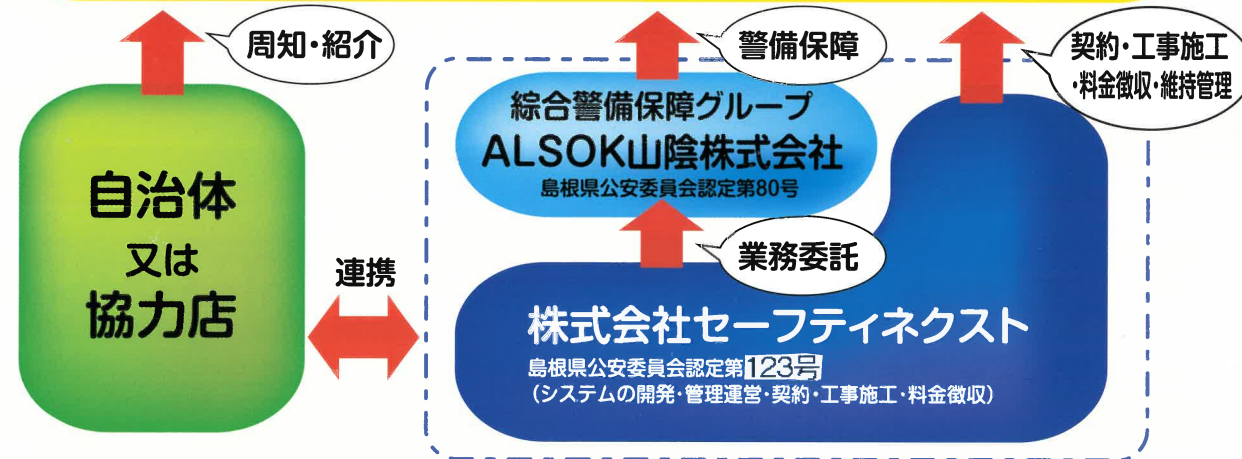 周知・紹介
警備保障
契約・工事施工
・料金徴収・維持管理
綜合警備保障グループ
ALSOK山陰株式会社
島根県公安委員会認定第80号
自治体
又は
協力店
連携
業務委託
株式会社セーフティネクスト
島根県公安委員会認定第123号
(システムの開発・管理運営・契約・工事施工・料金徴収)